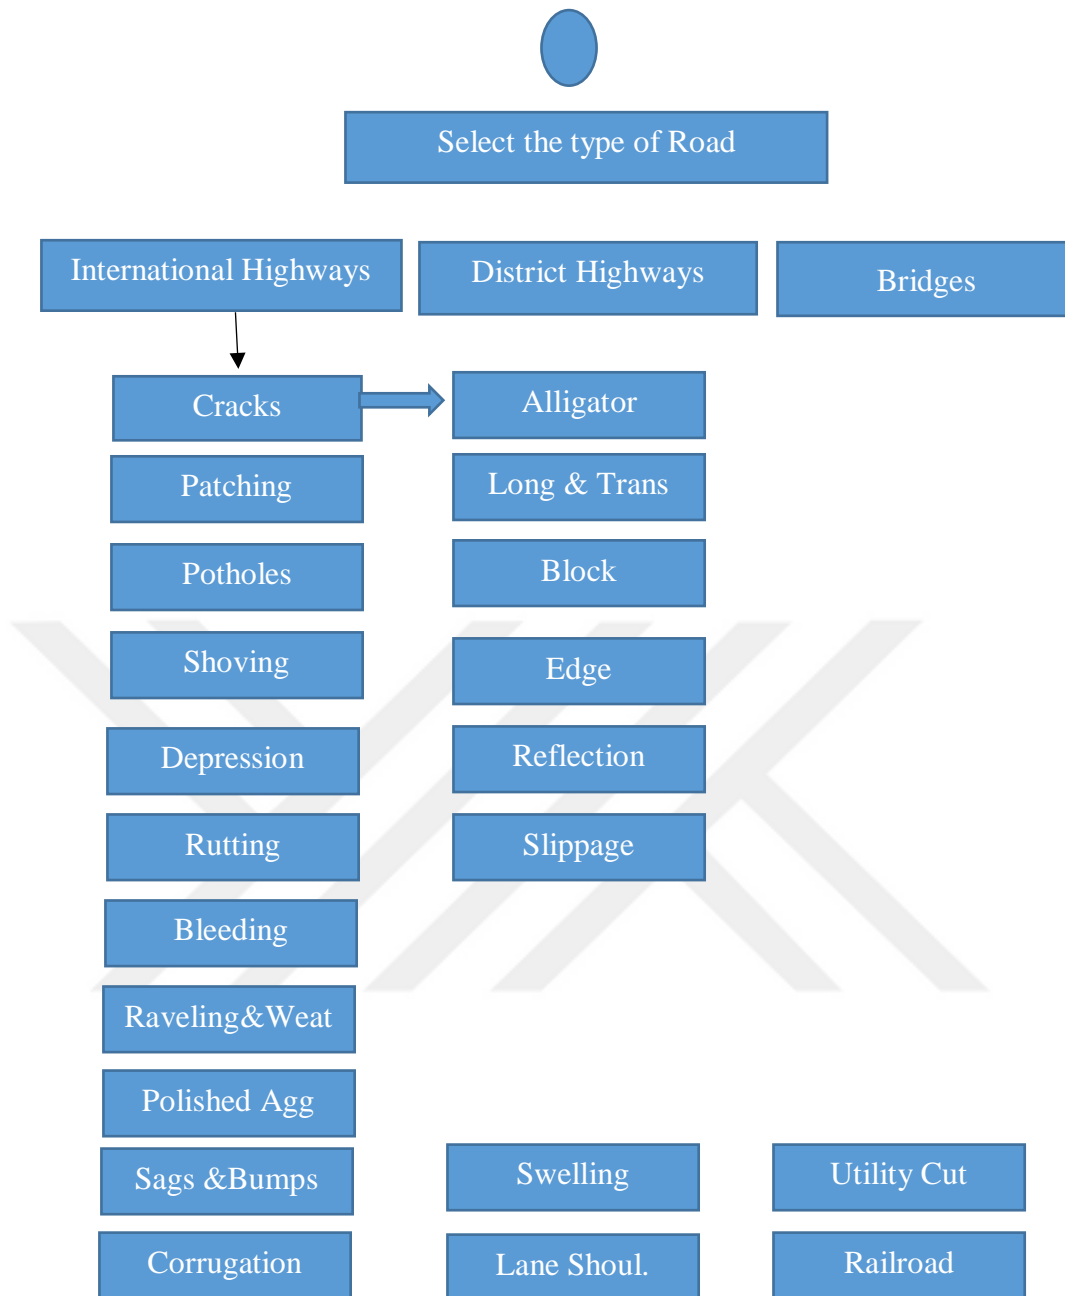 Select the type of Road
International Highways
District Highways
Bridges
Cracks
Alligator
Patching
Long & Trans
Potholes
Block
Shoving
Edge
Depression
Reflection
Rutting
Slippage
Bleeding
Raveling&Weat
Polished Agg
Sags &Bumps
Swelling
Utility Cut
Corrugation
Lane Shoul.
Railroad